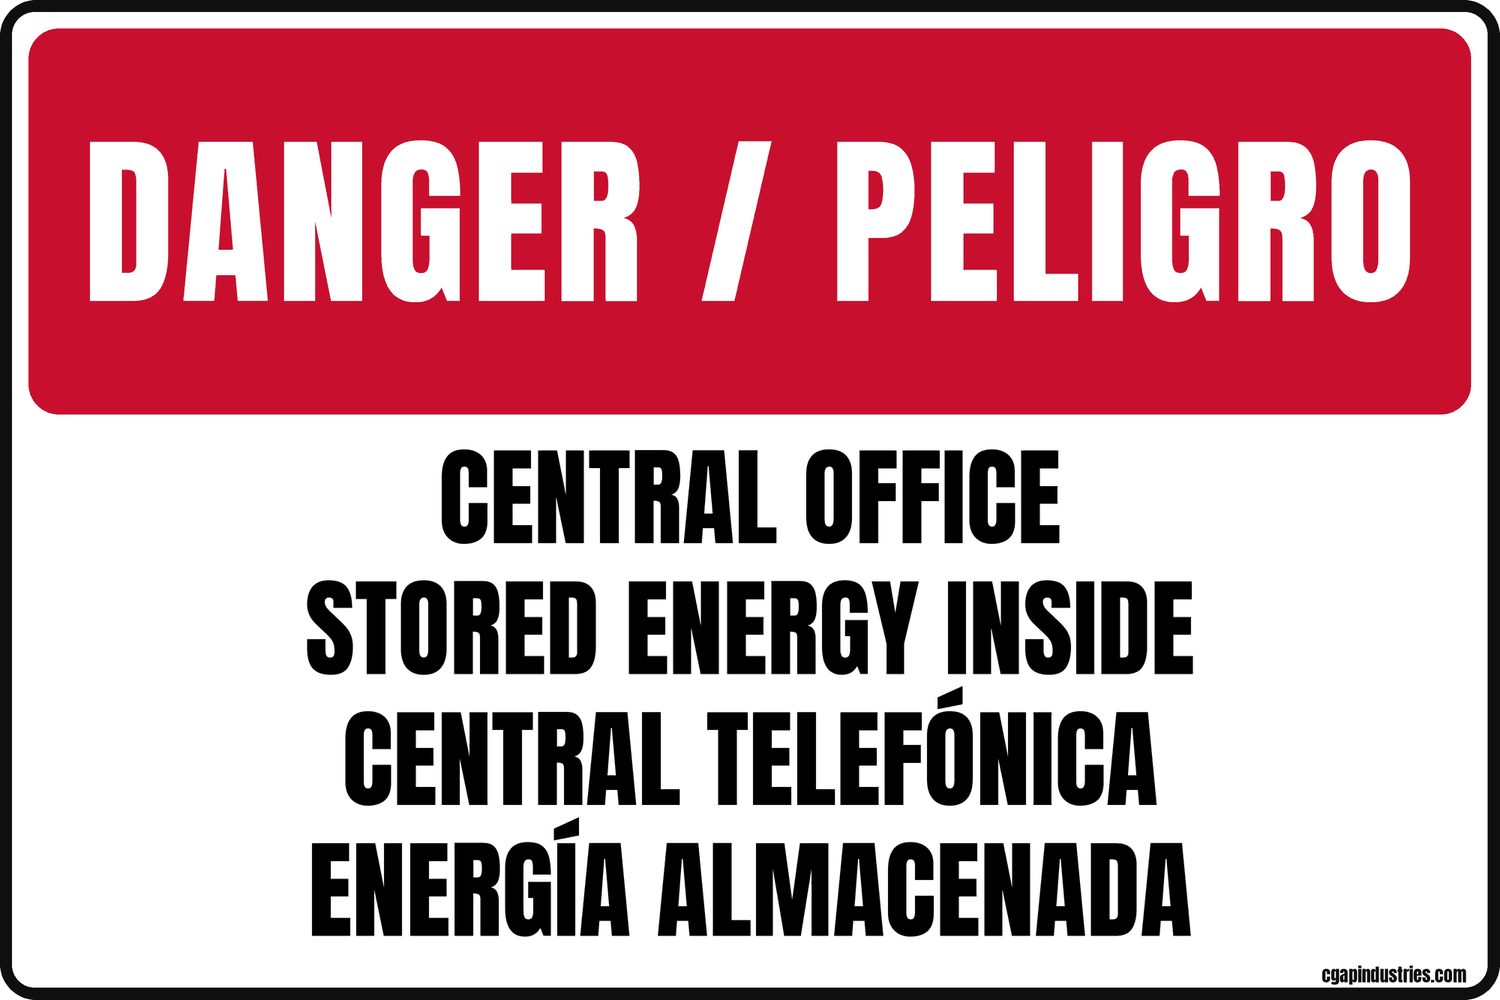 DANGER / PELIGRO
CENTRAL OFFICE
STORED ENERGY INSIDE
CENTRAL TELEFÓNICA
ENERGÍA ALMACENADA
cgapindustries.com